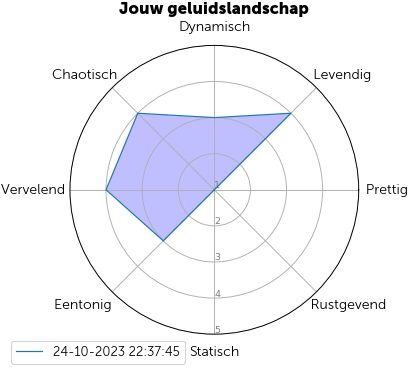 Jouw geluidslandschap
Dynamisch
Chaotisch
Levendig
Vervelend
1
Prettig
2
3
4
Eentonig
Rustgevend
5
24-10-2023 22:37:45
Statisch